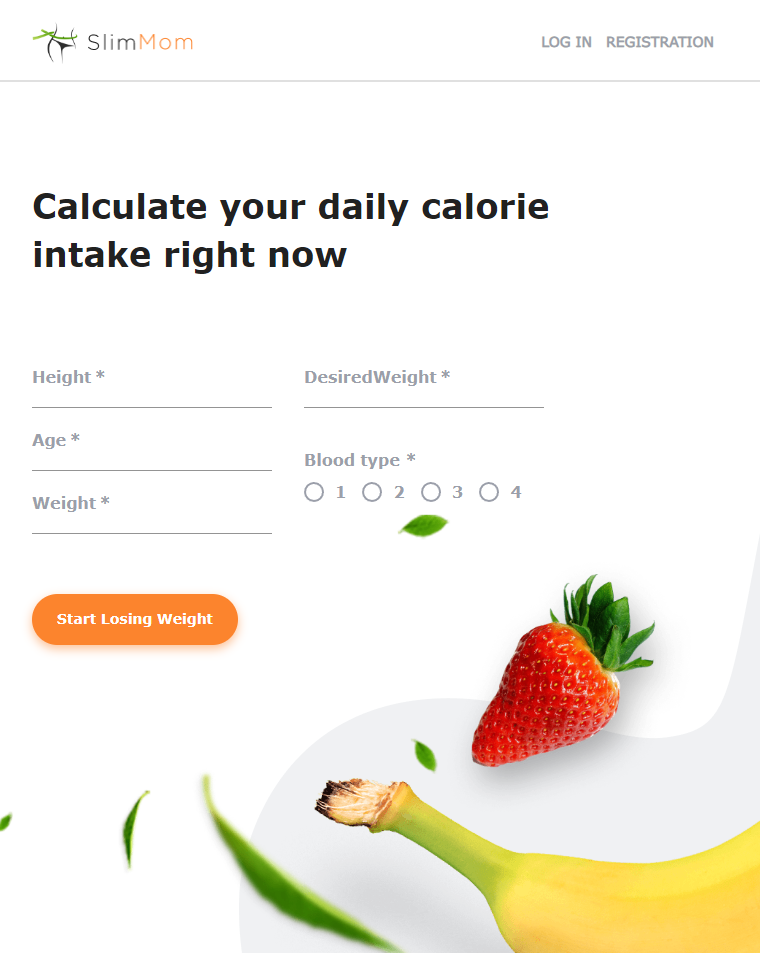 SlimMom
LOG IN REGISTRATION
Calculate your daily calorie
intake right now
Height *
DesiredWeight *
Age *
Blood type *
1 2 3 4
Weight *
Start Losing Weight